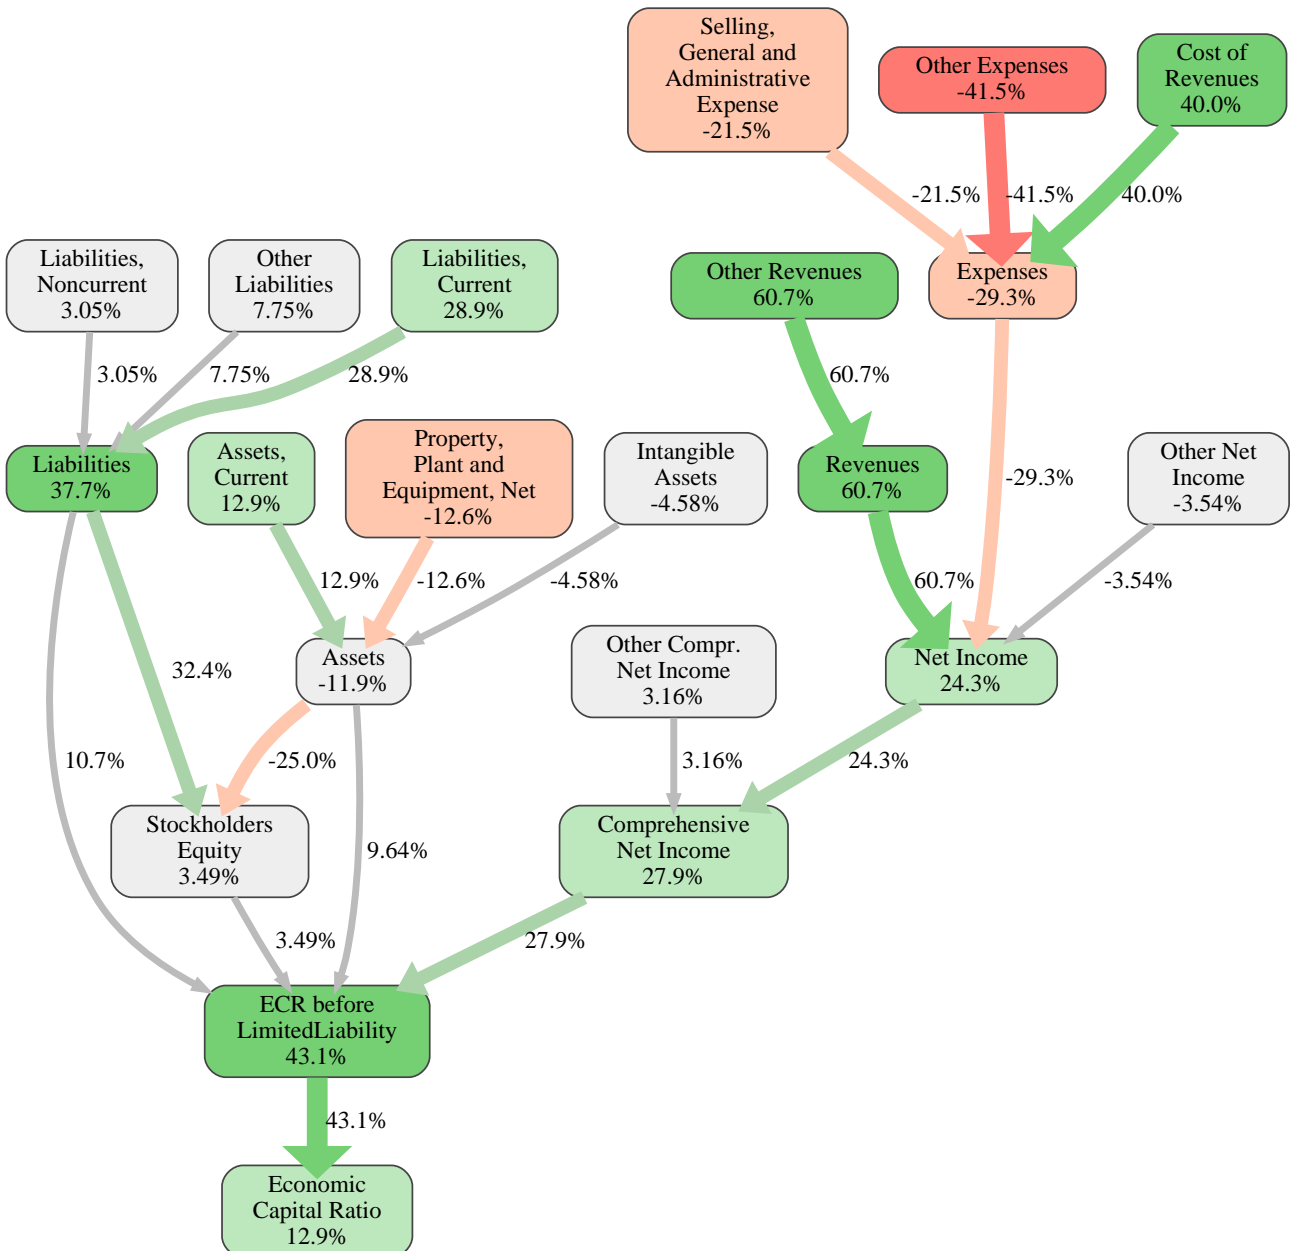 Selling,
General and
Administrative
Expense
-21.5%
Other Expenses
-41.5%
Cost of
Revenues
40.0%
-21.5%
-41.5%
40.0%
Liabilities,
Noncurrent
3.05%
Other
Liabilities
7.75%
Liabilities,
Current
28.9%
Other Revenues
60.7%
Expenses
-29.3%
3.05%
7.75%
28.9%
60.7%
Liabilities
37.7%
Assets,
Current
12.9%
Property,
Plant and
Equipment, Net
-12.6%
Intangible
Assets
-4.58%
Revenues
60.7%
-29.3%
Other Net
Income
-3.54%
12.9%
-12.6%
-4.58%
60.7%
-3.54%
32.4%
Assets
-11.9%
Other Compr.
Net Income
3.16%
Net Income
24.3%
10.7%
-25.0%
3.16%
24.3%
Stockholders
Equity
3.49%
9.64%
Comprehensive
Net Income
27.9%
3.49%
27.9%
ECR before
LimitedLiability
43.1%
43.1%
Economic
Capital Ratio
12.9%